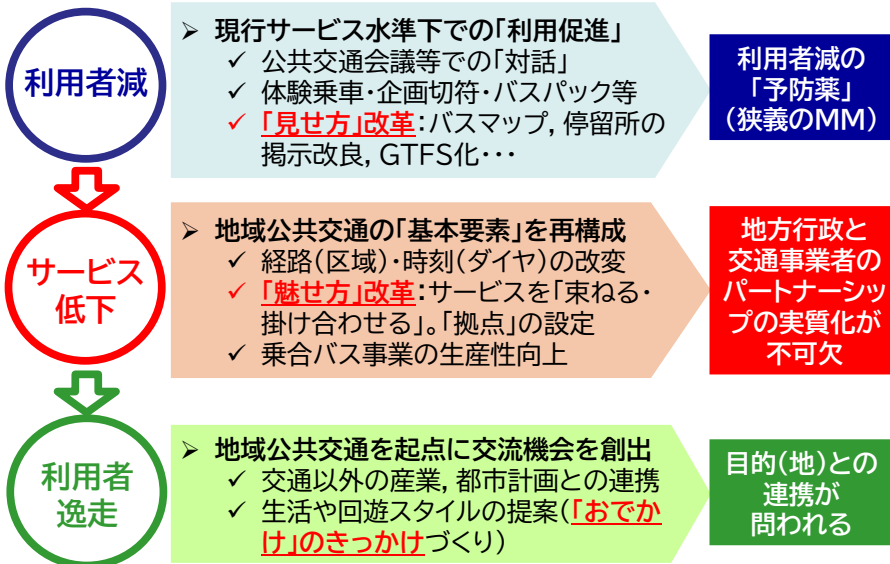 利用者減
➢ 現行サービス水準下での「利用促進」
✓ 公共交通会議等での「対話」
✓ 体験乗車・企画切符・バスパック等
✓ 「見せ方」改革：バスマップ，停留所の
掲示改良，GTFS化・・・
利用者減の
「予防薬」
（狭義のMM）
サービス
低下
➢ 地域公共交通の「基本要素」を再構成
✓ 経路（区域）・時刻（ダイヤ）の改変
✓ 「魅せ方」改革：サービスを「束ねる・
掛け合わせる」。「拠点」の設定
✓ 乗合バス事業の生産性向上
地方行政と
交通事業者の
パートナーシッ
プの実質化が
不可欠
利用者
逸走
➢ 地域公共交通を起点に交流機会を創出
✓ 交通以外の産業，都市計画との連携
✓ 生活や回遊スタイルの提案（「おでか
け」のきっかけづくり）
目的（地）との
連携が
問われる